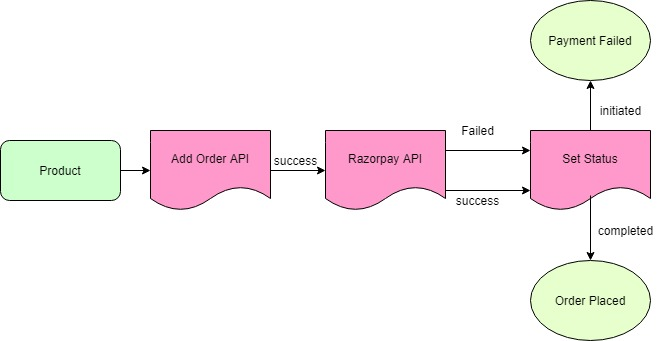 Payment Failed
initiated
Failed
Product
Add Order API
success
Razorpay API
success
Set Status
completed
Order Placed